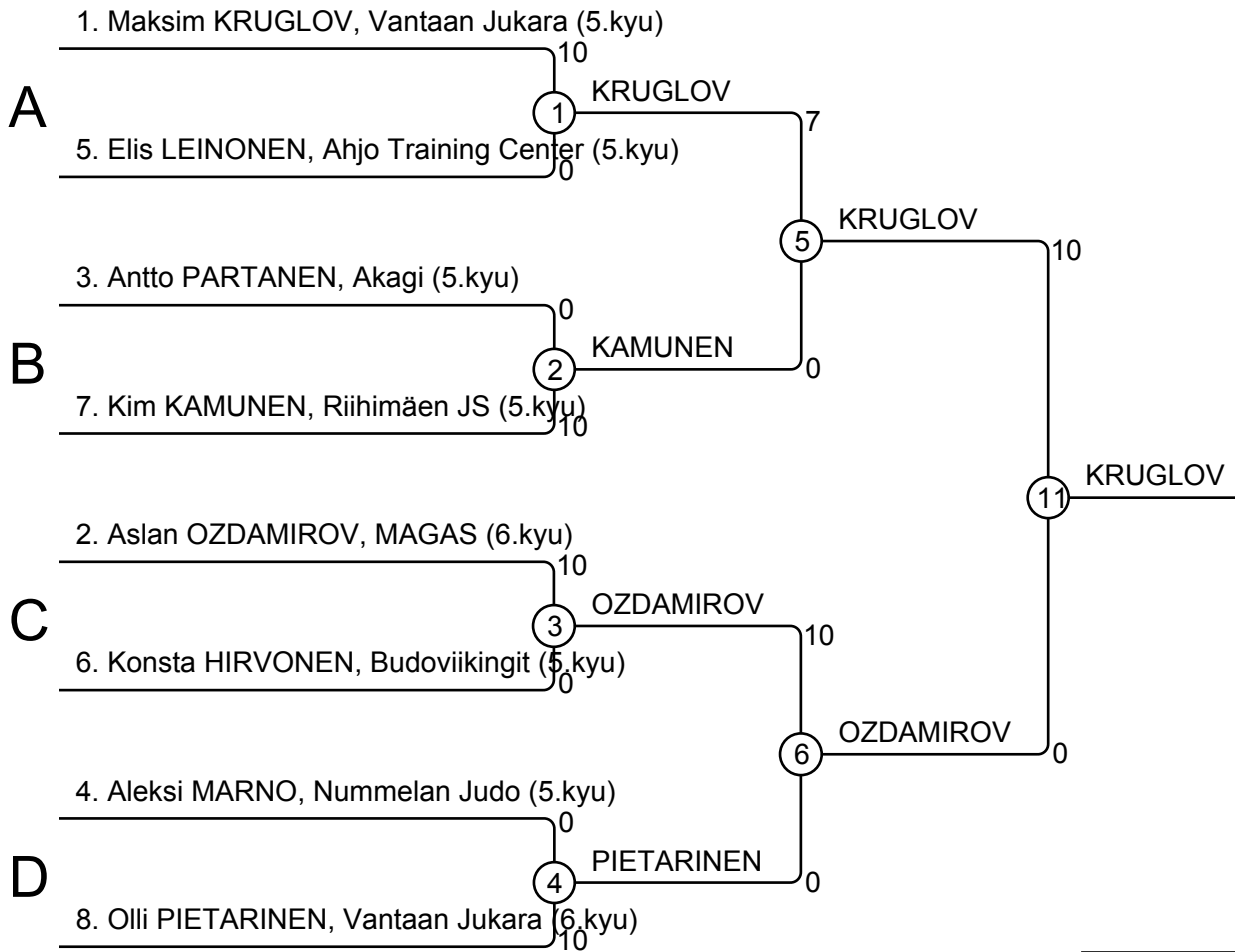 1. Maksim KRUGLOV, Vantaan Jukara (5.kyu)
10
A
1
KRUGLOV
7
5. Elis LEINONEN, Ahjo Training Center (5.kyu)
0
5
KRUGLOV
10
3. Antto PARTANEN, Akagi (5.kyu)
0
B
2
KAMUNEN
0
7. Kim KAMUNEN, Riihimäen JS (5.kyu)
10
11
KRUGLOV
2. Aslan OZDAMIROV, MAGAS (6.kyu)
10
C
3
OZDAMIROV
10
6. Konsta HIRVONEN, Budoviikingit (5.kyu)
0
6
OZDAMIROV
0
4. Aleksi MARNO, Nummelan Judo (5.kyu)
0
D
4
PIETARINEN
0
8. Olli PIETARINEN, Vantaan Jukara (6.kyu)
10